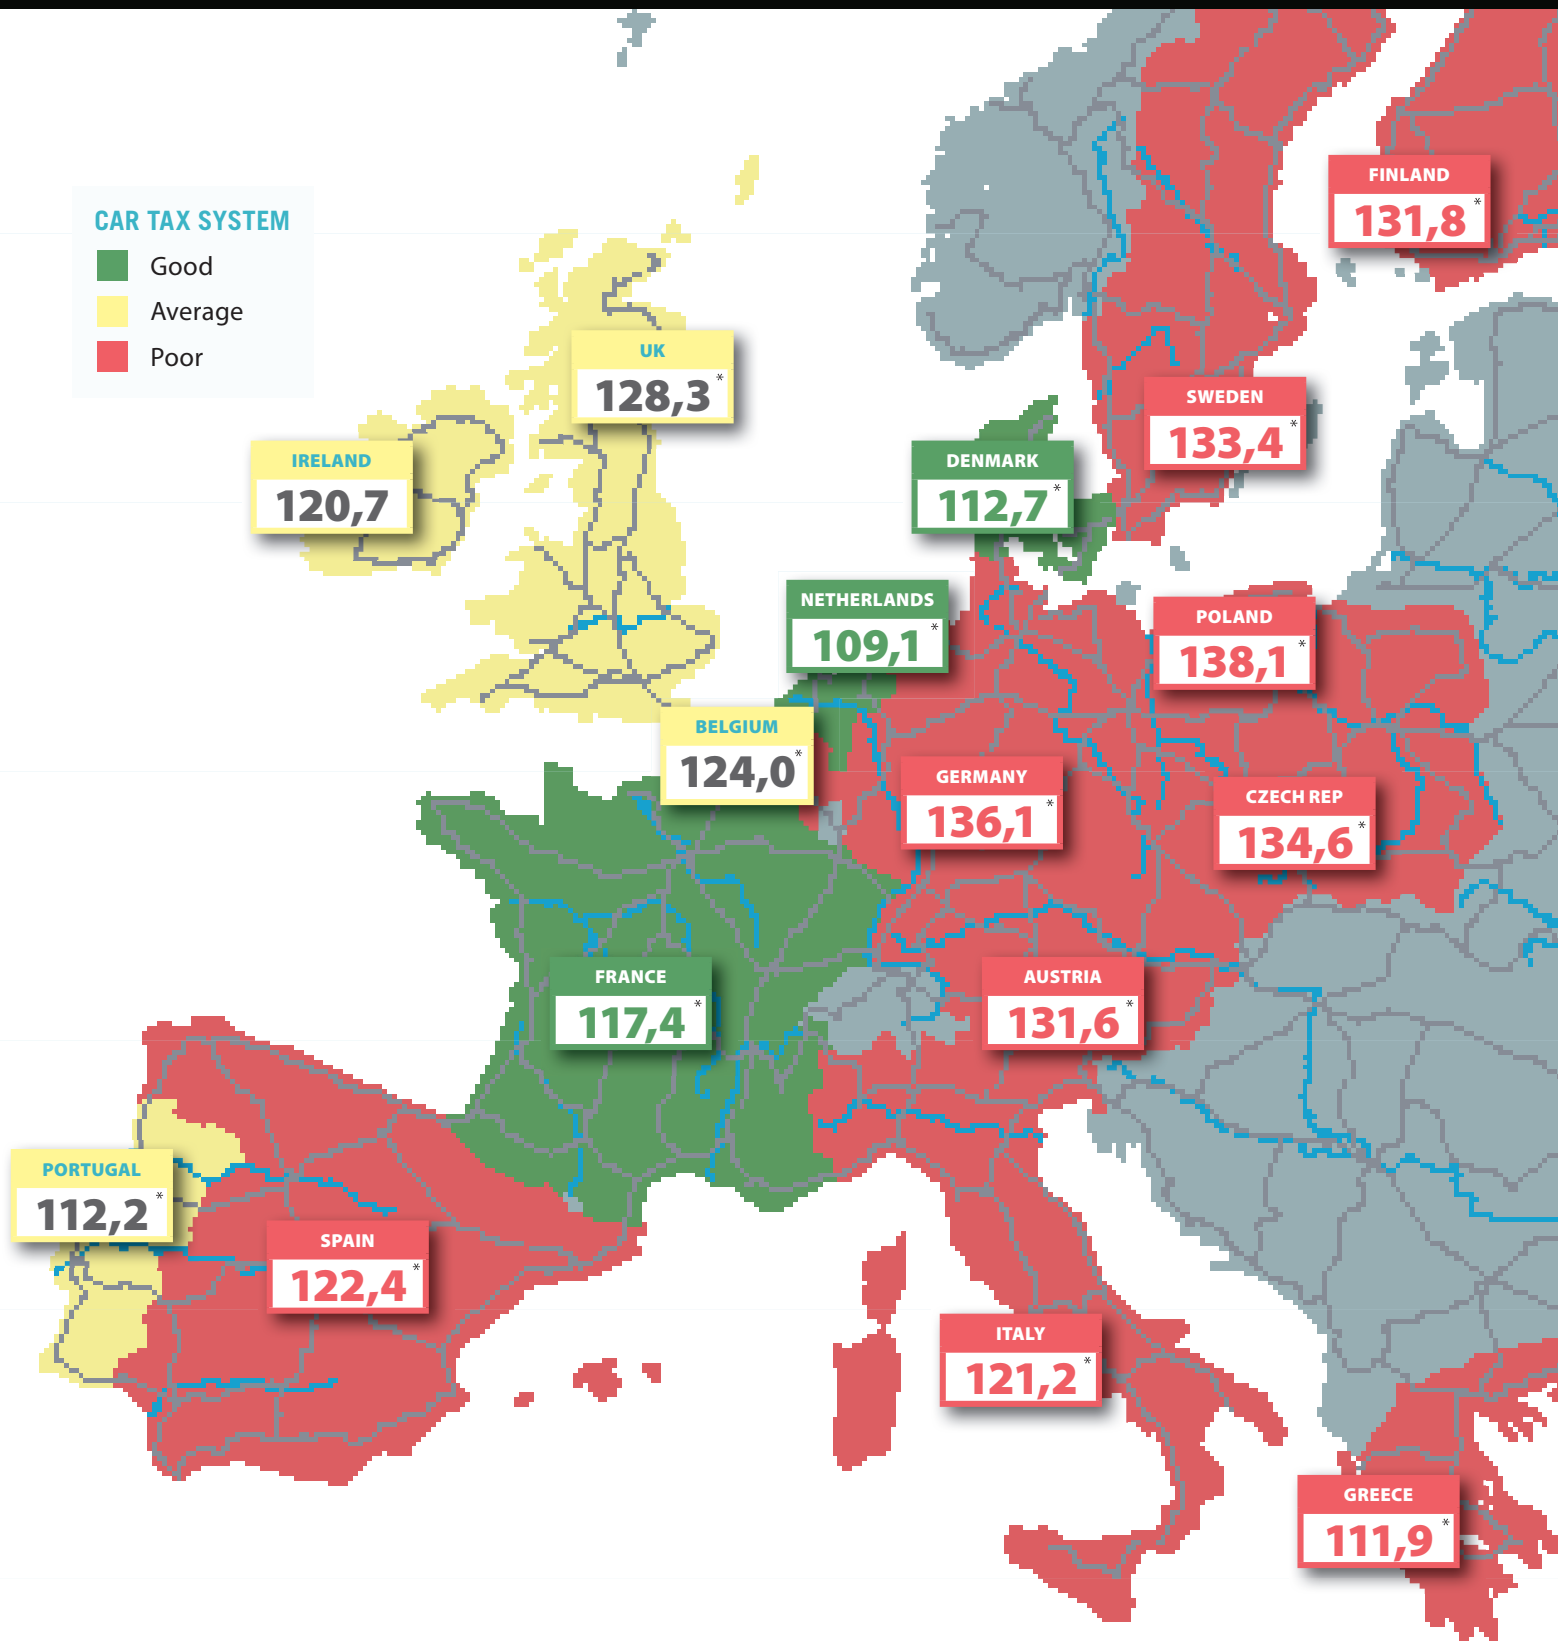 CAR TAX SYSTEM
Good
Average
Poor
FINLAND
131,8*
UK
128,3*
SWEDEN
133,4*
IRELAND
120,7
DENMARK
112,7*
NETHERLANDS
109,1*
POLAND
138,1*
BELGIUM
124,0*
GERMANY
136,1*
CZECH REP
134,6*
FRANCE
117,4*
AUSTRIA
131,6*
PORTUGAL
112,2*
SPAIN
122,4*
ITALY
121,2*
GREECE
111,9*